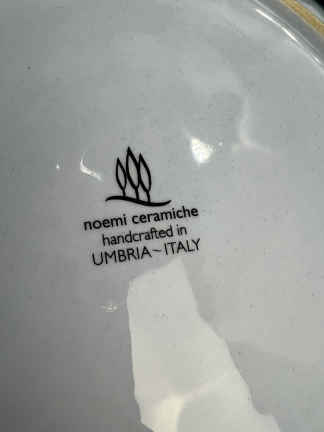 noemi ceramiche
handcrafted in
UMBRIA~ITALY